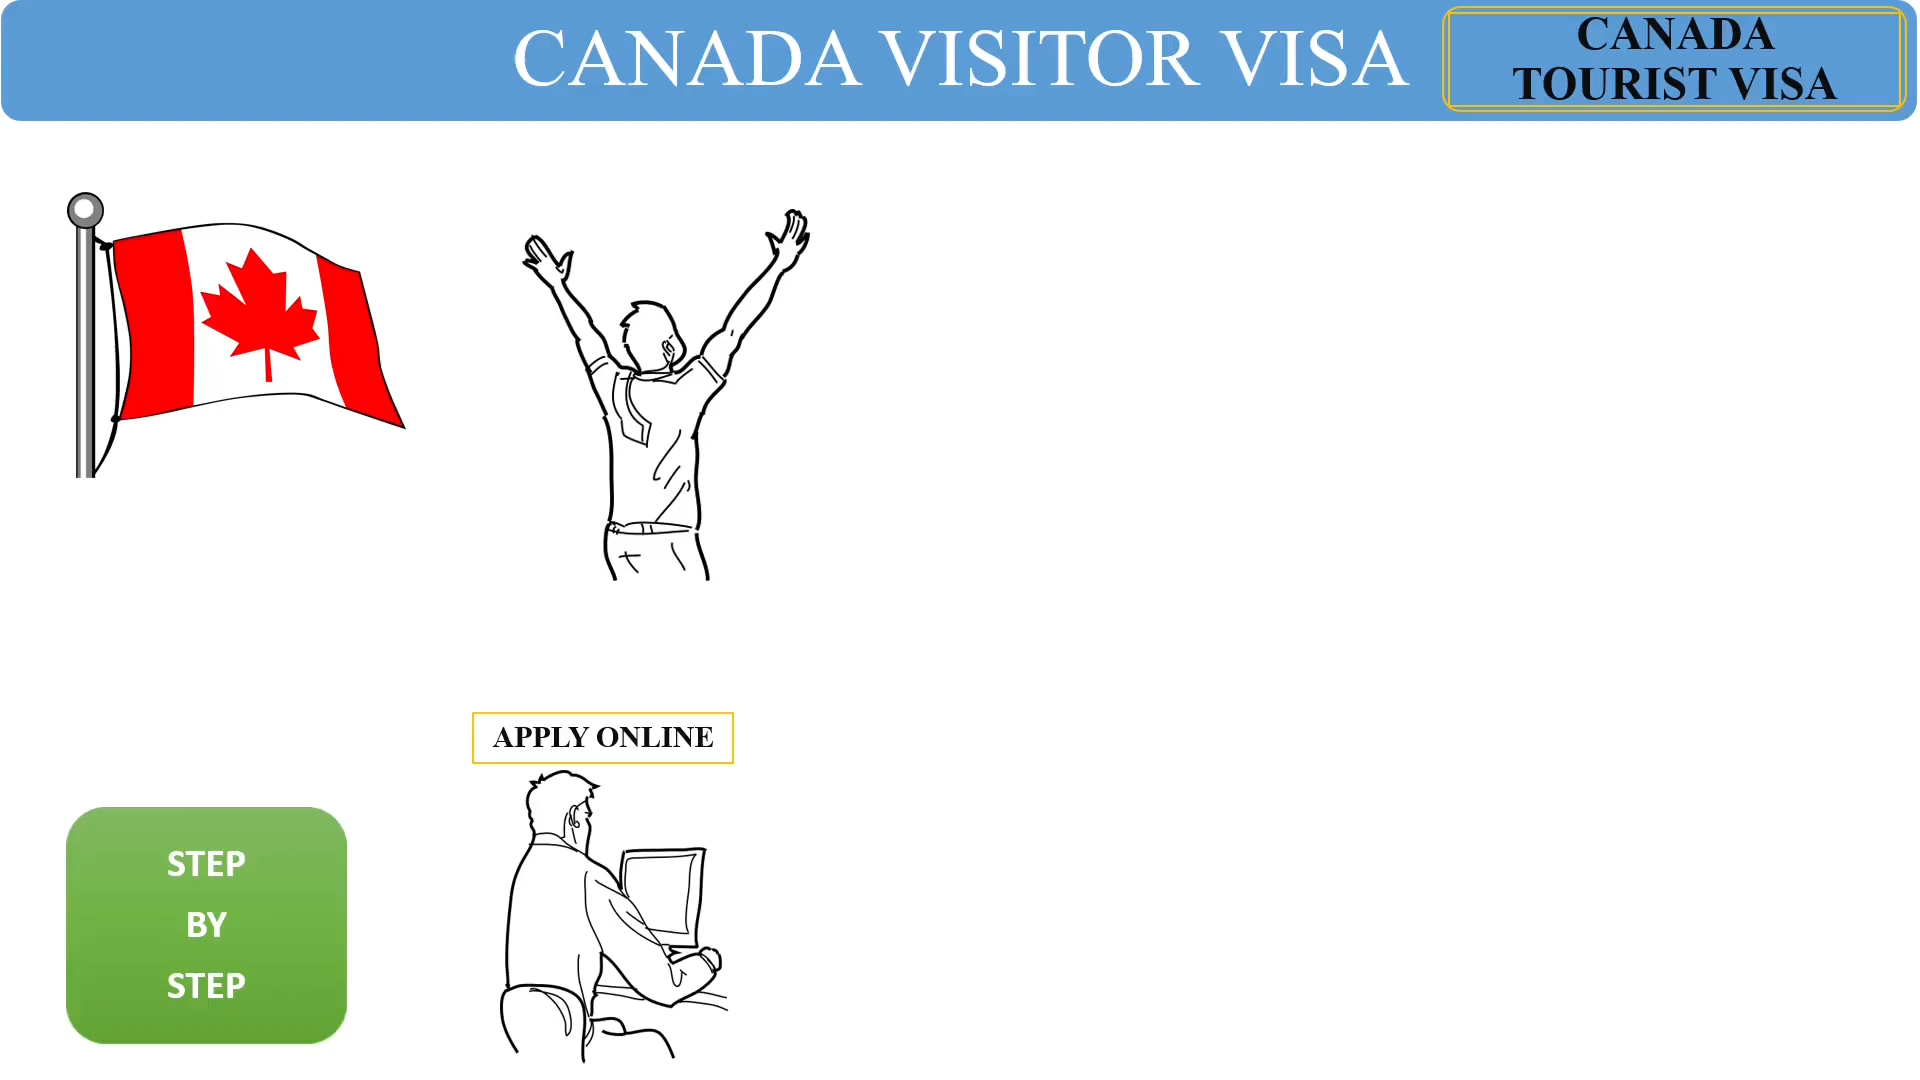 CANADA VISITOR VISA
CANADA
TOURIST VISA
APPLY ONLINE
STEP
BY
STEP